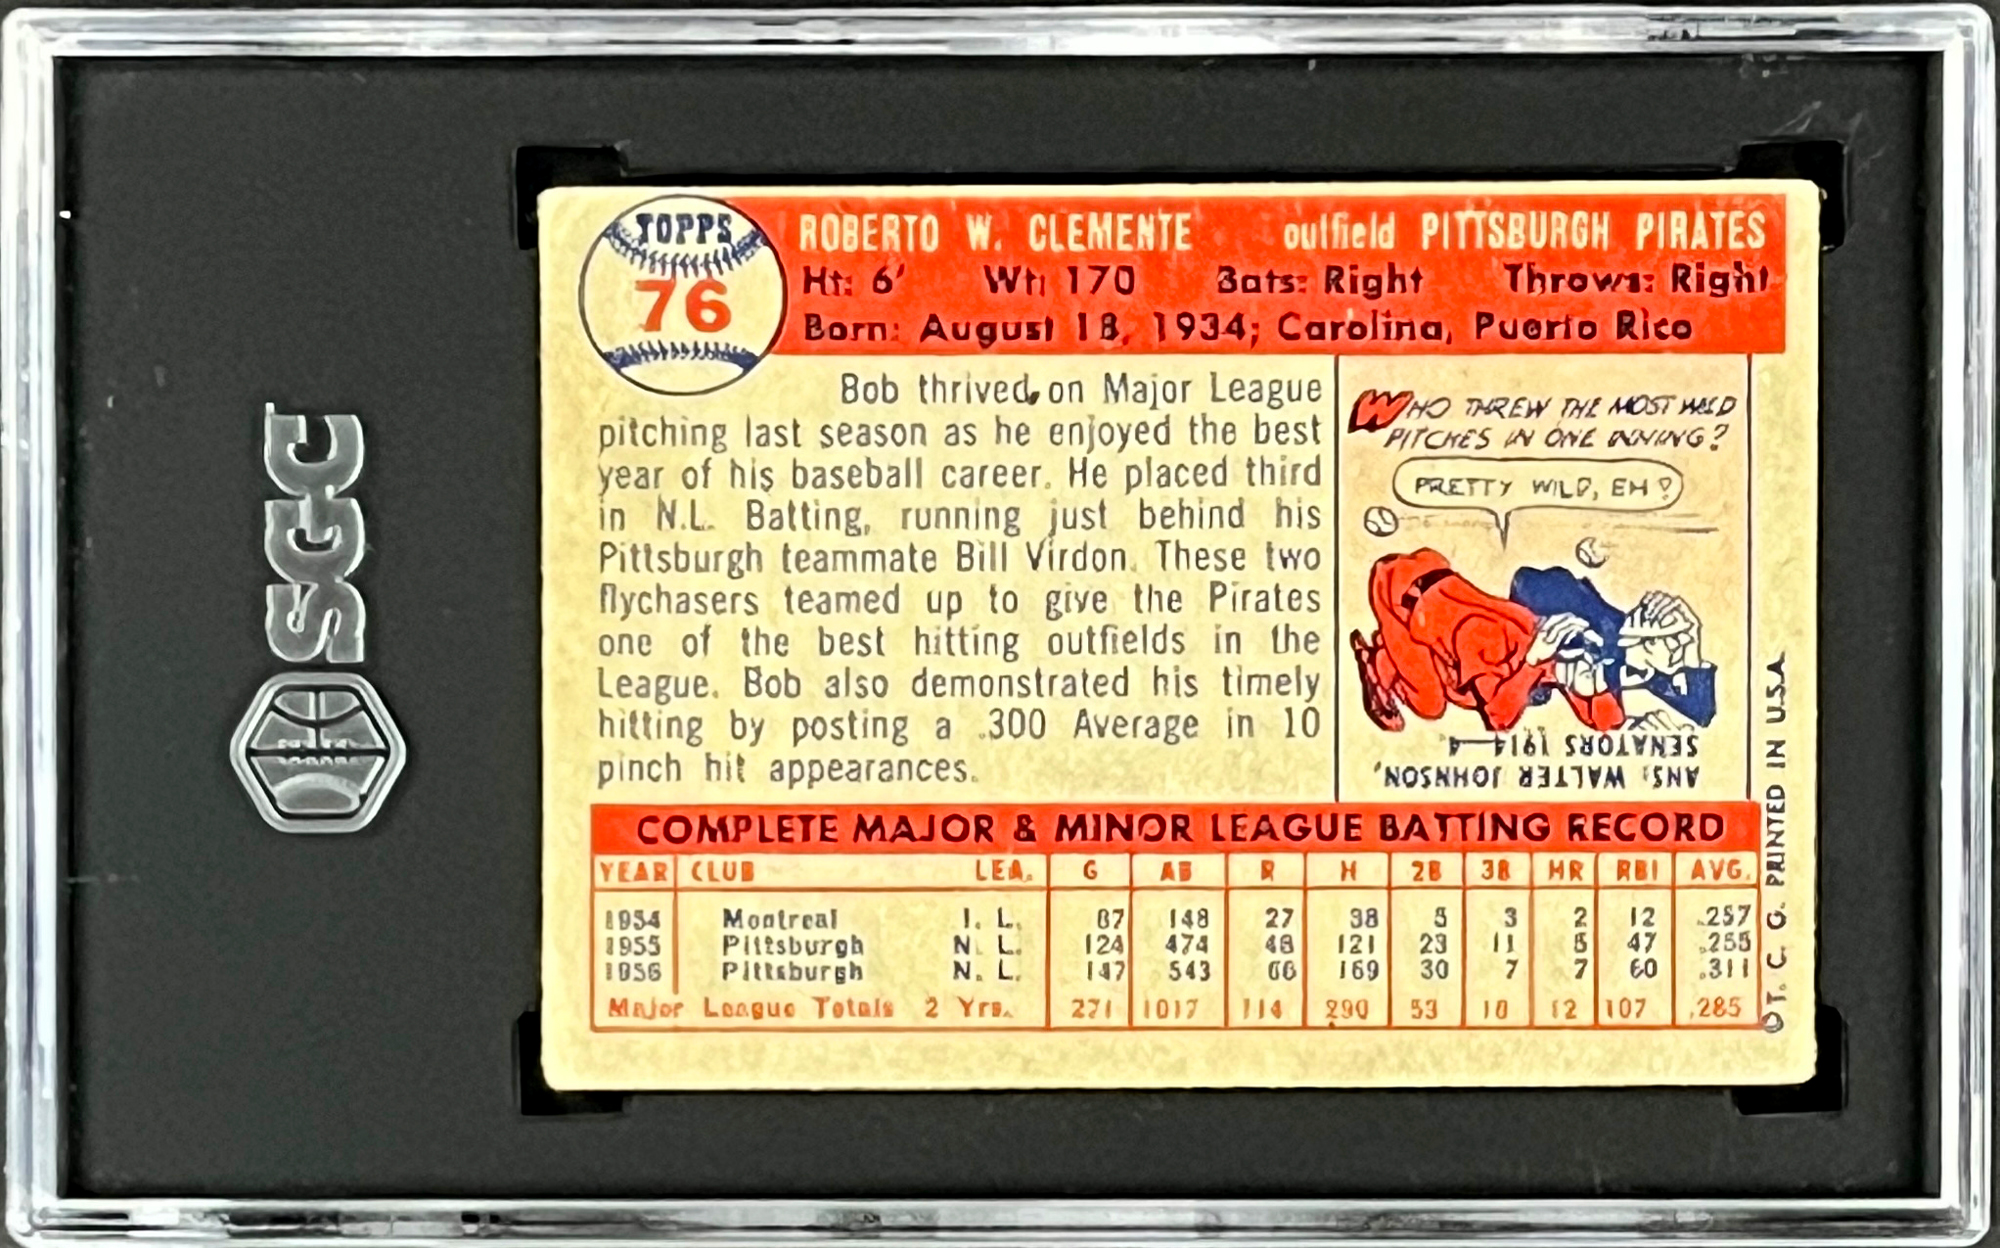 SGC
TOPPS
76
ROBERTO W. CLEMENTE outfield PITTSBURGH PIRATES
Ht: 6' Wt: 170 Bats: Right Throws: Right
Born: August 18, 1934; Carolina, Puerto Rico
Bob thrived on Major League
pitching last season as he enjoyed the best
year of his baseball career. He placed third
in N.L. Batting, running just behind his
Pittsburgh teammate Bill Virdon. These two
flychasers teamed up to give the Pirates
one of the best hitting outfields in the
League. Bob also demonstrated his timely
hitting by posting a .300 Average in 10
pinch hit appearances.
WHO THREW THE MOST WILD
PITCHES IN ONE INNING?
PRETTY WILD, EH?
ANS: WALTER JOHNSON,
SENATORS 1914—4
COMPLETE MAJOR & MINOR LEAGUE BATTING RECORD
YEAR CLUB LEA. G AB R H 2B 3B HR RBI AVG.
1954 Montreal I. L. 87 148 27 38 5 3 2 12 .257
1955 Pittsburgh N. L. 124 474 48 121 23 11 5 47 .255
1956 Pittsburgh N. L. 147 543 66 169 30 7 7 60 .311
Major League Totals 2 Yrs. 271 1017 114 290 53 18 12 107 .285
©T. C. G. PRINTED IN U.S.A.